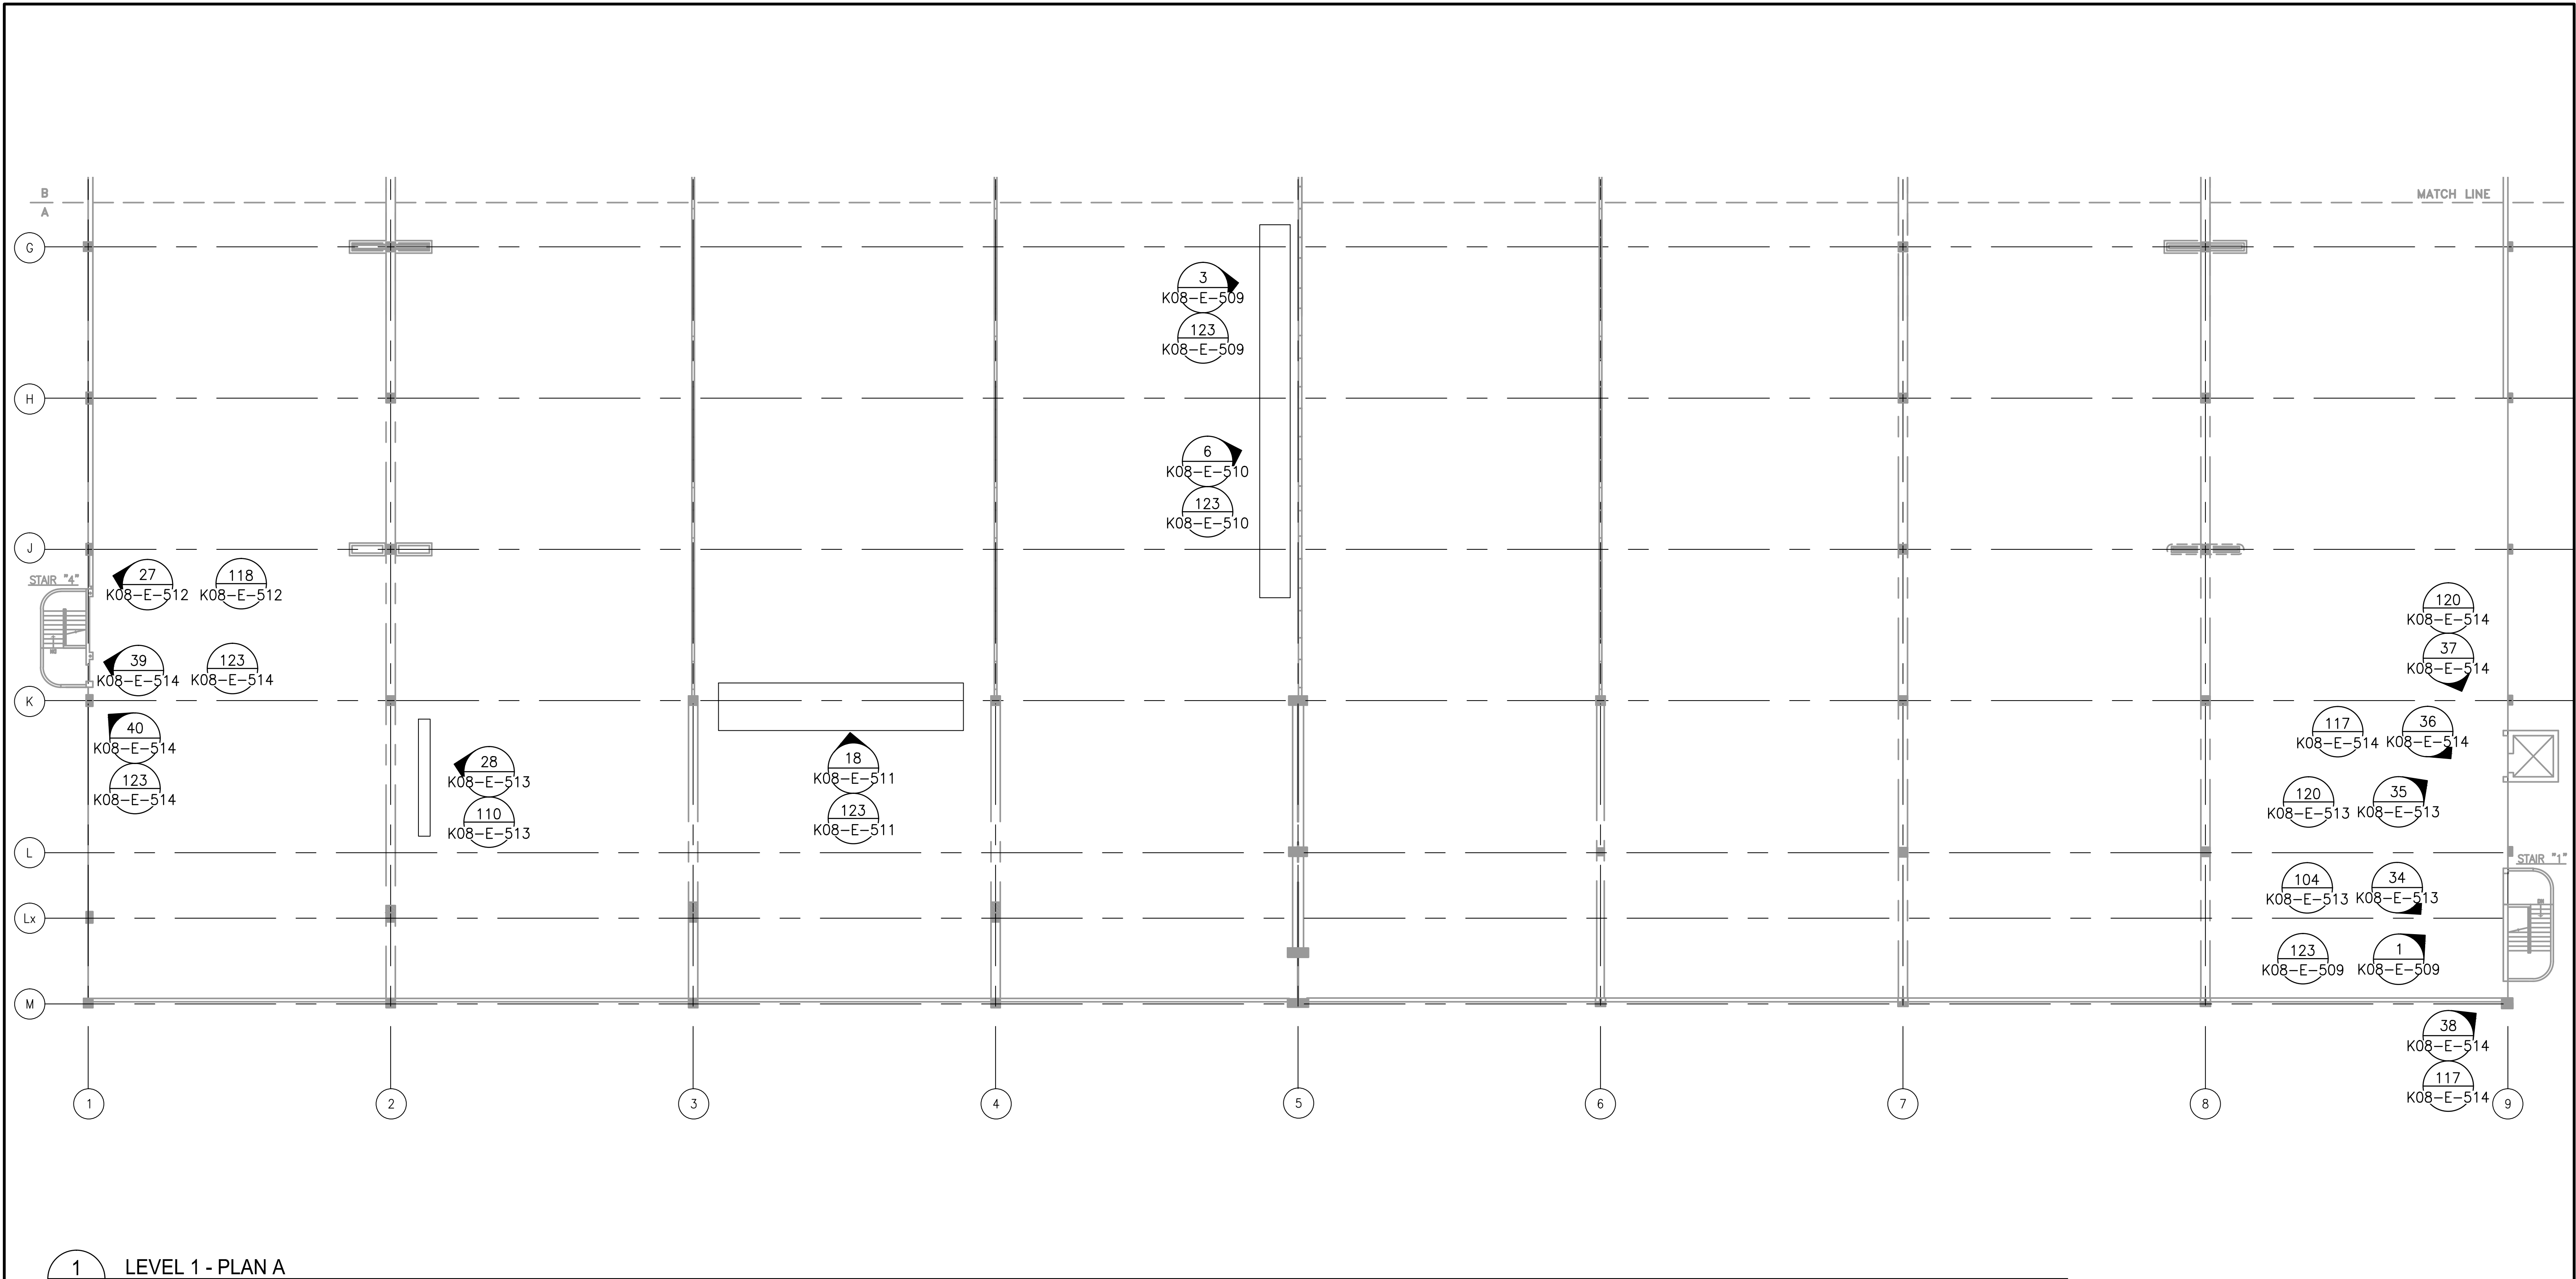 B
A
MATCH LINE
G
3
K08-E-509
123
K08-E-509
H
6
K08-E-510
123
K08-E-510
J
27
K08-E-512
118
K08-E-512
STAIR "4"
120
K08-E-514
37
K08-E-514
39
K08-E-514
123
K08-E-514
K
40
K08-E-514
123
K08-E-514
28
K08-E-513
110
K08-E-513
18
K08-E-511
123
K08-E-511
117
K08-E-514
36
K08-E-514
120
K08-E-513
35
K08-E-513
L
STAIR "1"
104
K08-E-513
34
K08-E-513
Lx
123
K08-E-509
1
K08-E-509
M
38
K08-E-514
117
K08-E-514
1
2
3
4
5
6
7
8
9
1
LEVEL 1 - PLAN A